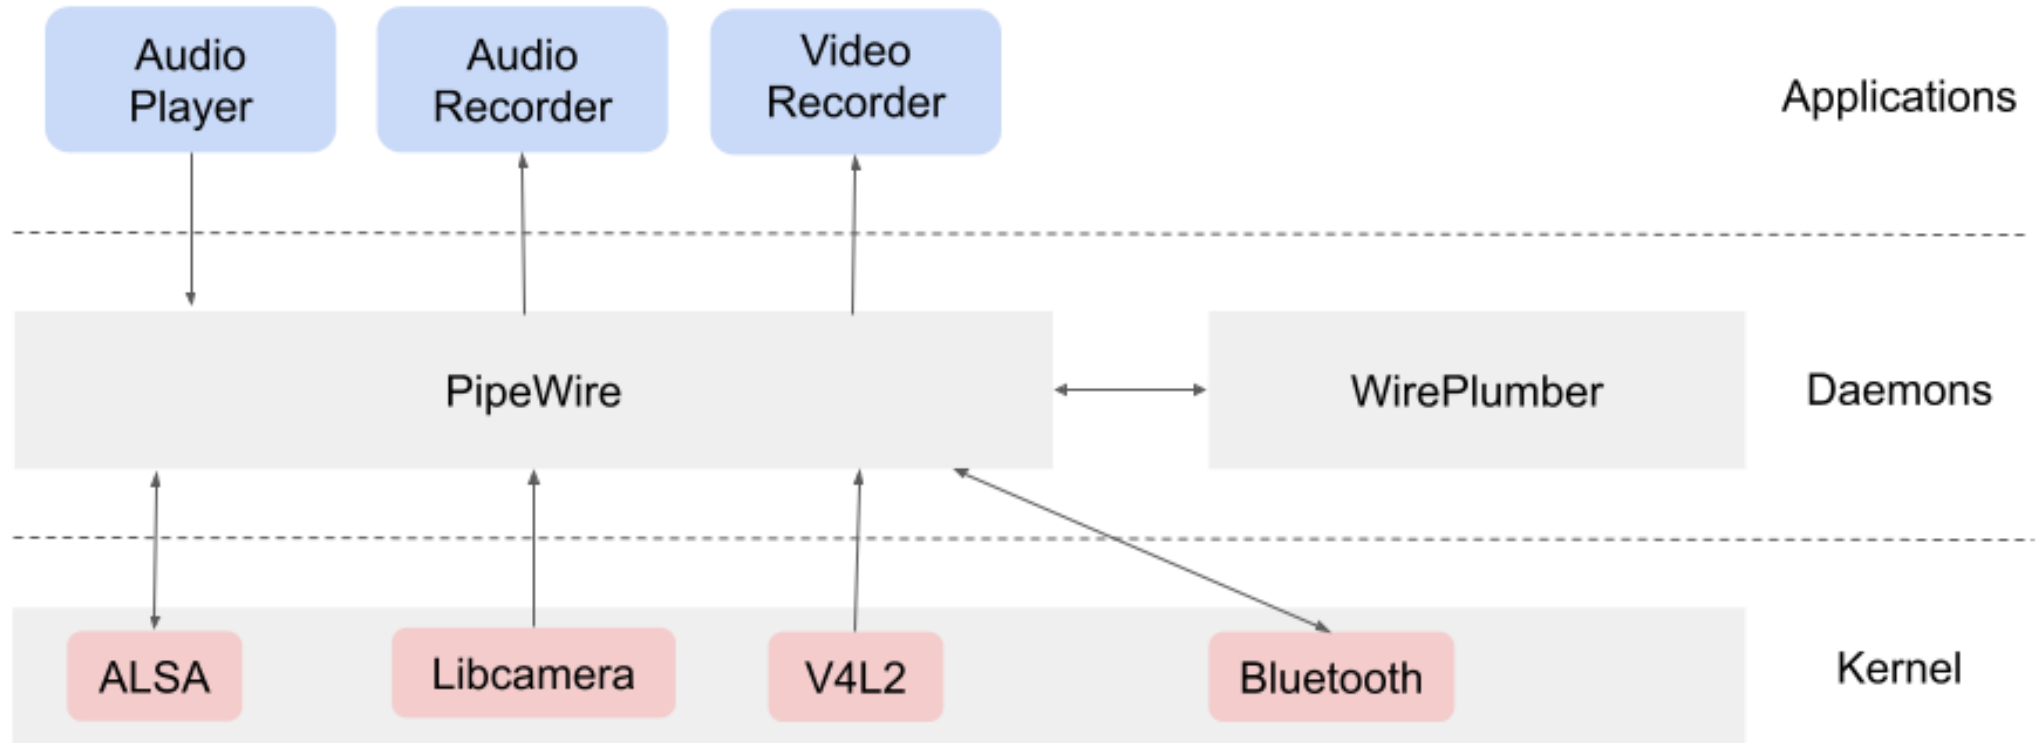 Audio
Player
Audio
Recorder
Video
Recorder
Applications
PipeWire
WirePlumber
Daemons
ALSA
Libcamera
V4L2
Bluetooth
Kernel